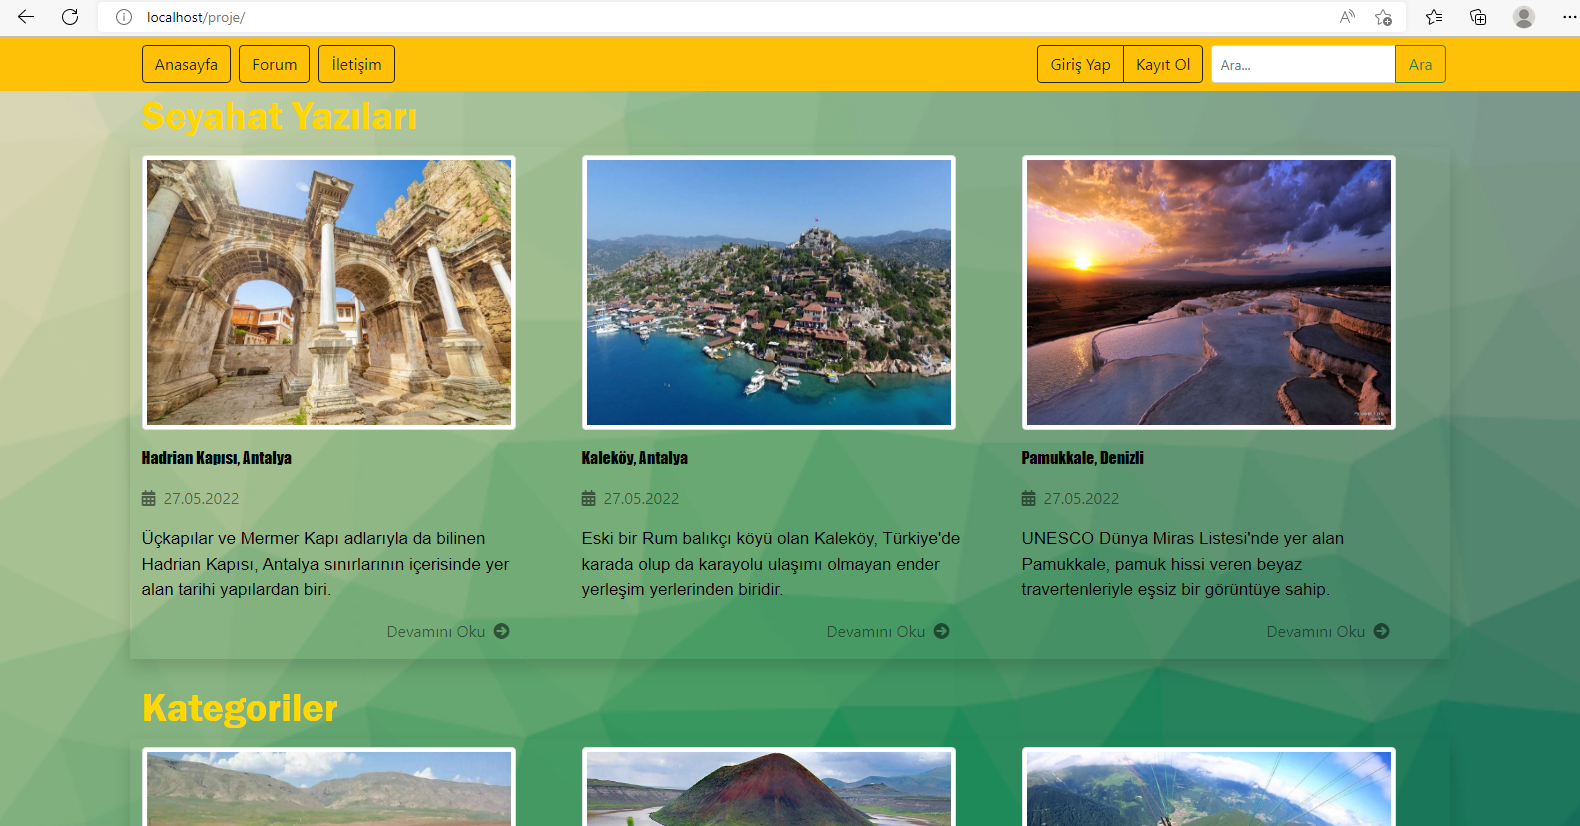 localhost/proje/
Anasayfa
Forum
İletişim
Giriş Yap
Kayıt Ol
Ara...
Ara
Seyahat Yazıları
Hadrian Kapısı, Antalya
27.05.2022
Üçkapılar ve Mermer Kapı adlarıyla da bilinen
Hadrian Kapısı, Antalya sınırlarının içerisinde yer
alan tarihi yapılardan biri.
Devamını Oku
Kaleköy, Antalya
27.05.2022
Eski bir Rum balıkçı köyü olan Kaleköy, Türkiye'de
karada olup da karayolu ulaşımı olmayan ender
yerleşim yerlerinden biridir.
Devamını Oku
Pamukkale, Denizli
27.05.2022
UNESCO Dünya Miras Listesi'nde yer alan
Pamukkale, pamuk hissi veren beyaz
travertenleriyle eşsiz bir görüntüye sahip.
Devamını Oku
Kategoriler